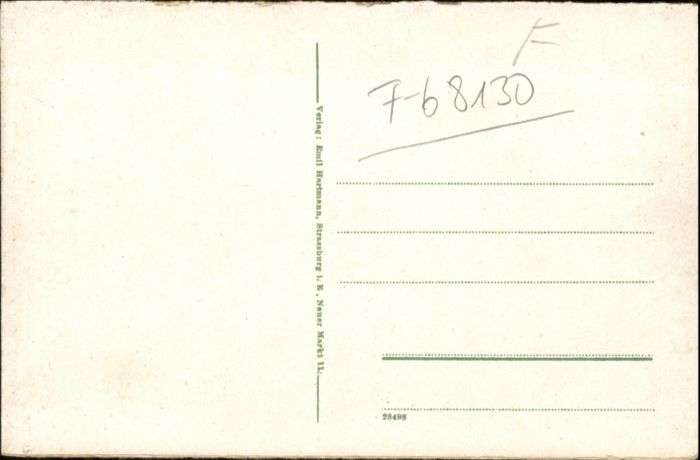 F
F-68130
Verlag: Emil Hartmann, Strassburg i. E., Neuer Markt 11.
28498